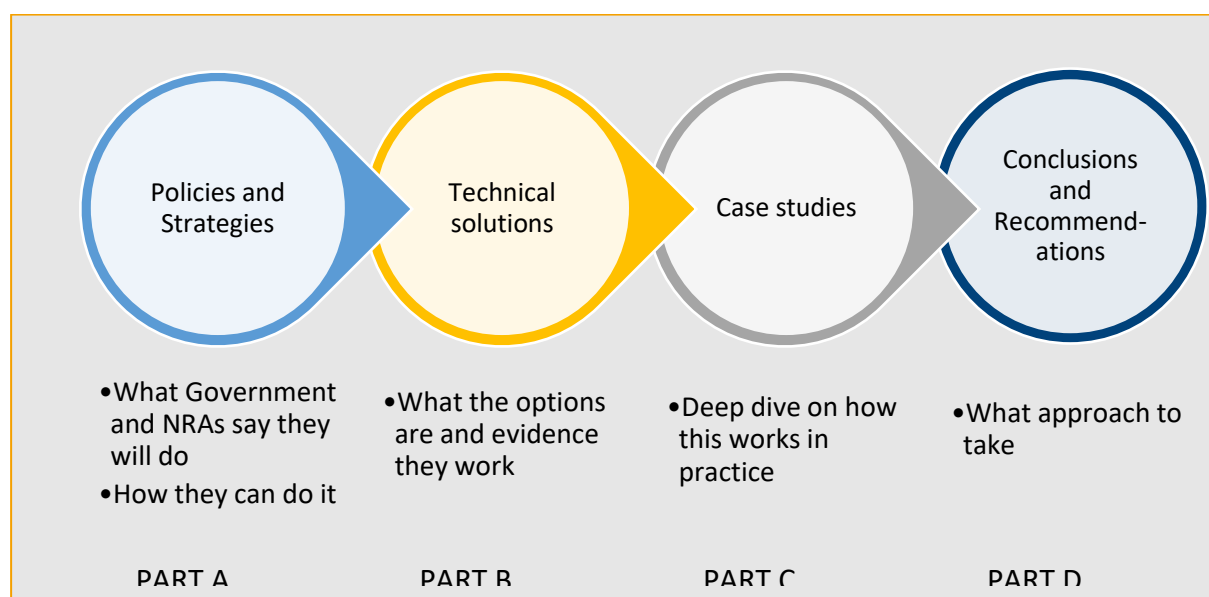 Policies and
Strategies
Technical
solutions
Case studies
Conclusions
and
Recommend-
ations
•What Government
and NRAs say they
will do
•How they can do it
•What the options
are and evidence
they work
•Deep dive on how
this works in
practice
•What approach to
take
PART A
PART B
PART C
PART D